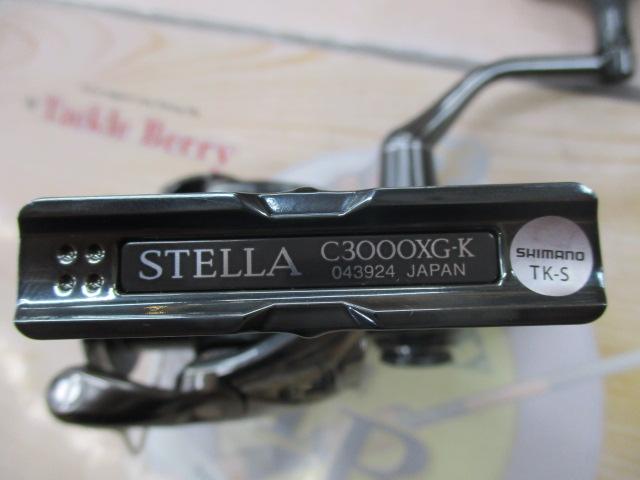 Tackle Berry
STELLA
C3000XG-K
043924 JAPAN
SHIMANO
TK-S